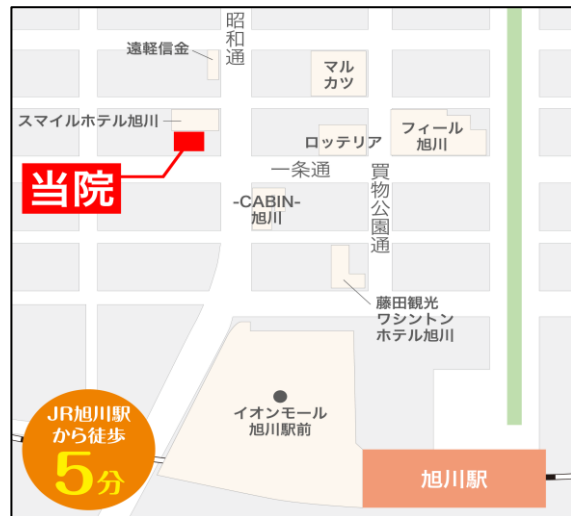 昭和通
遠軽信金
マル
カツ
スマイルホテル旭川
ロッテリア
フィール
旭川
当院
一条通
買物公園通
-CABIN-
旭川
藤田観光
ワシントン
ホテル旭川
イオンモール
旭川駅前
JR旭川駅
から徒歩
5分
旭川駅